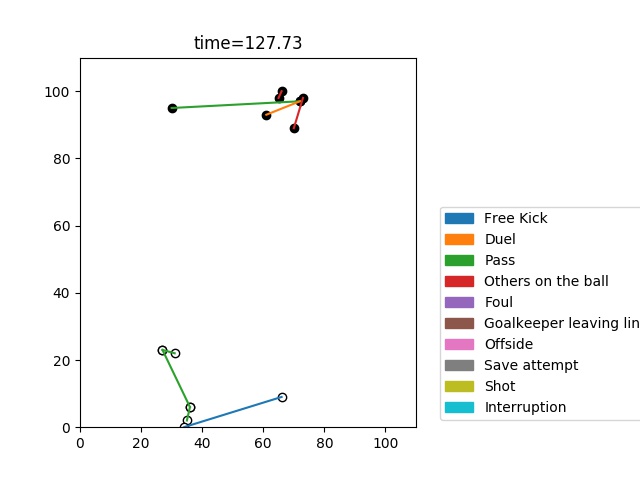 time=127.73
100
80
60
40
20
0
0 20 40 60 80 100
Free Kick
Duel
Pass
Others on the ball
Foul
Goalkeeper leaving lin
Offside
Save attempt
Shot
Interruption